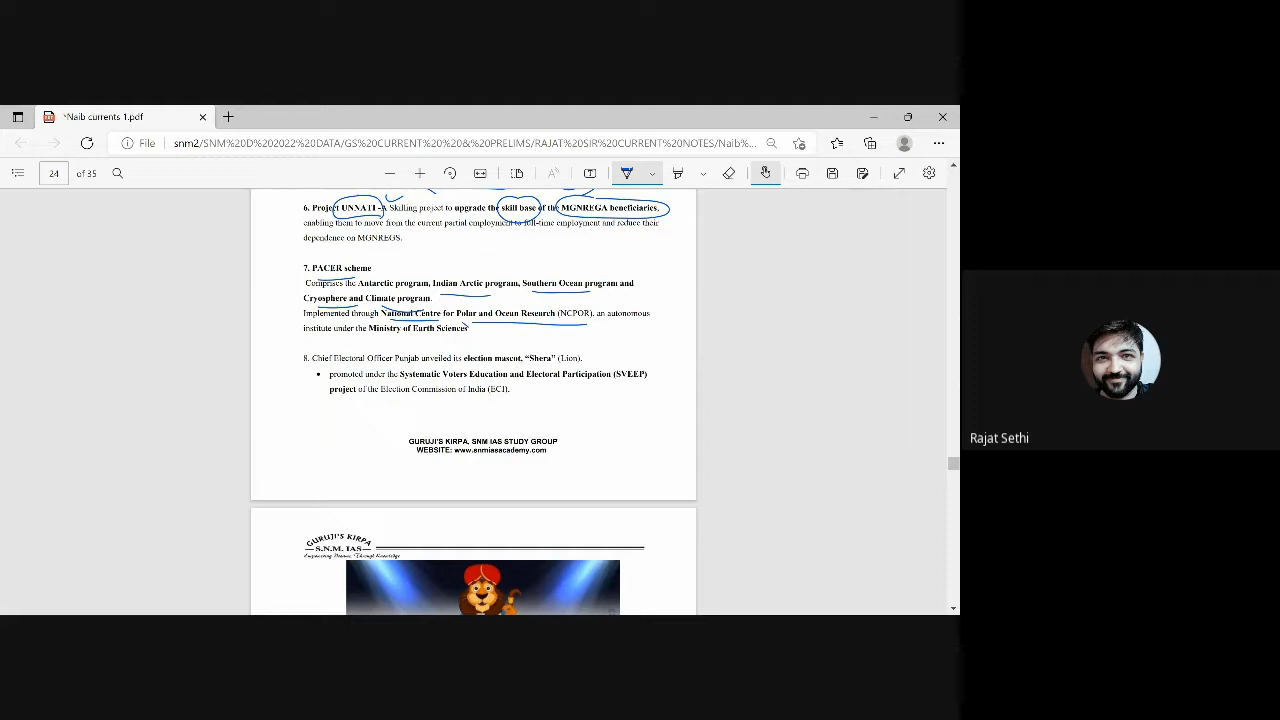 *Naib currents 1.pdf
File
snm2/SNM%20D%202022%20DATA/GS%20CURRENT%20%20&%20PRELIMS/RAJAT%20SIR%20CURRENT%20NOTES/Naib%...
24 of 35
6. Project UNNATI -A Skilling project to upgrade the skill base of the MGNREGA beneficiaries,
enabling them to move from the current partial employment to full-time employment and reduce their
dependence on MGNREGS.
7. PACER scheme
Comprises the Antarctic program, Indian Arctic program, Southern Ocean program and
Cryosphere and Climate program.
Implemented through National Centre for Polar and Ocean Research (NCPOR), an autonomous
institute under the Ministry of Earth Sciences
8. Chief Electoral Officer Punjab unveiled its election mascot, “Shera” (Lion).
• promoted under the Systematic Voters Education and Electoral Participation (SVEEP)
project of the Election Commission of India (ECI).
GURUJI'S KIRPA, SNM IAS STUDY GROUP
WEBSITE: www.snmiasacademy.com
GURUJI'S KIRPA
S.N.M. IAS
Empowering Dreams, Through Knowledge
Rajat Sethi